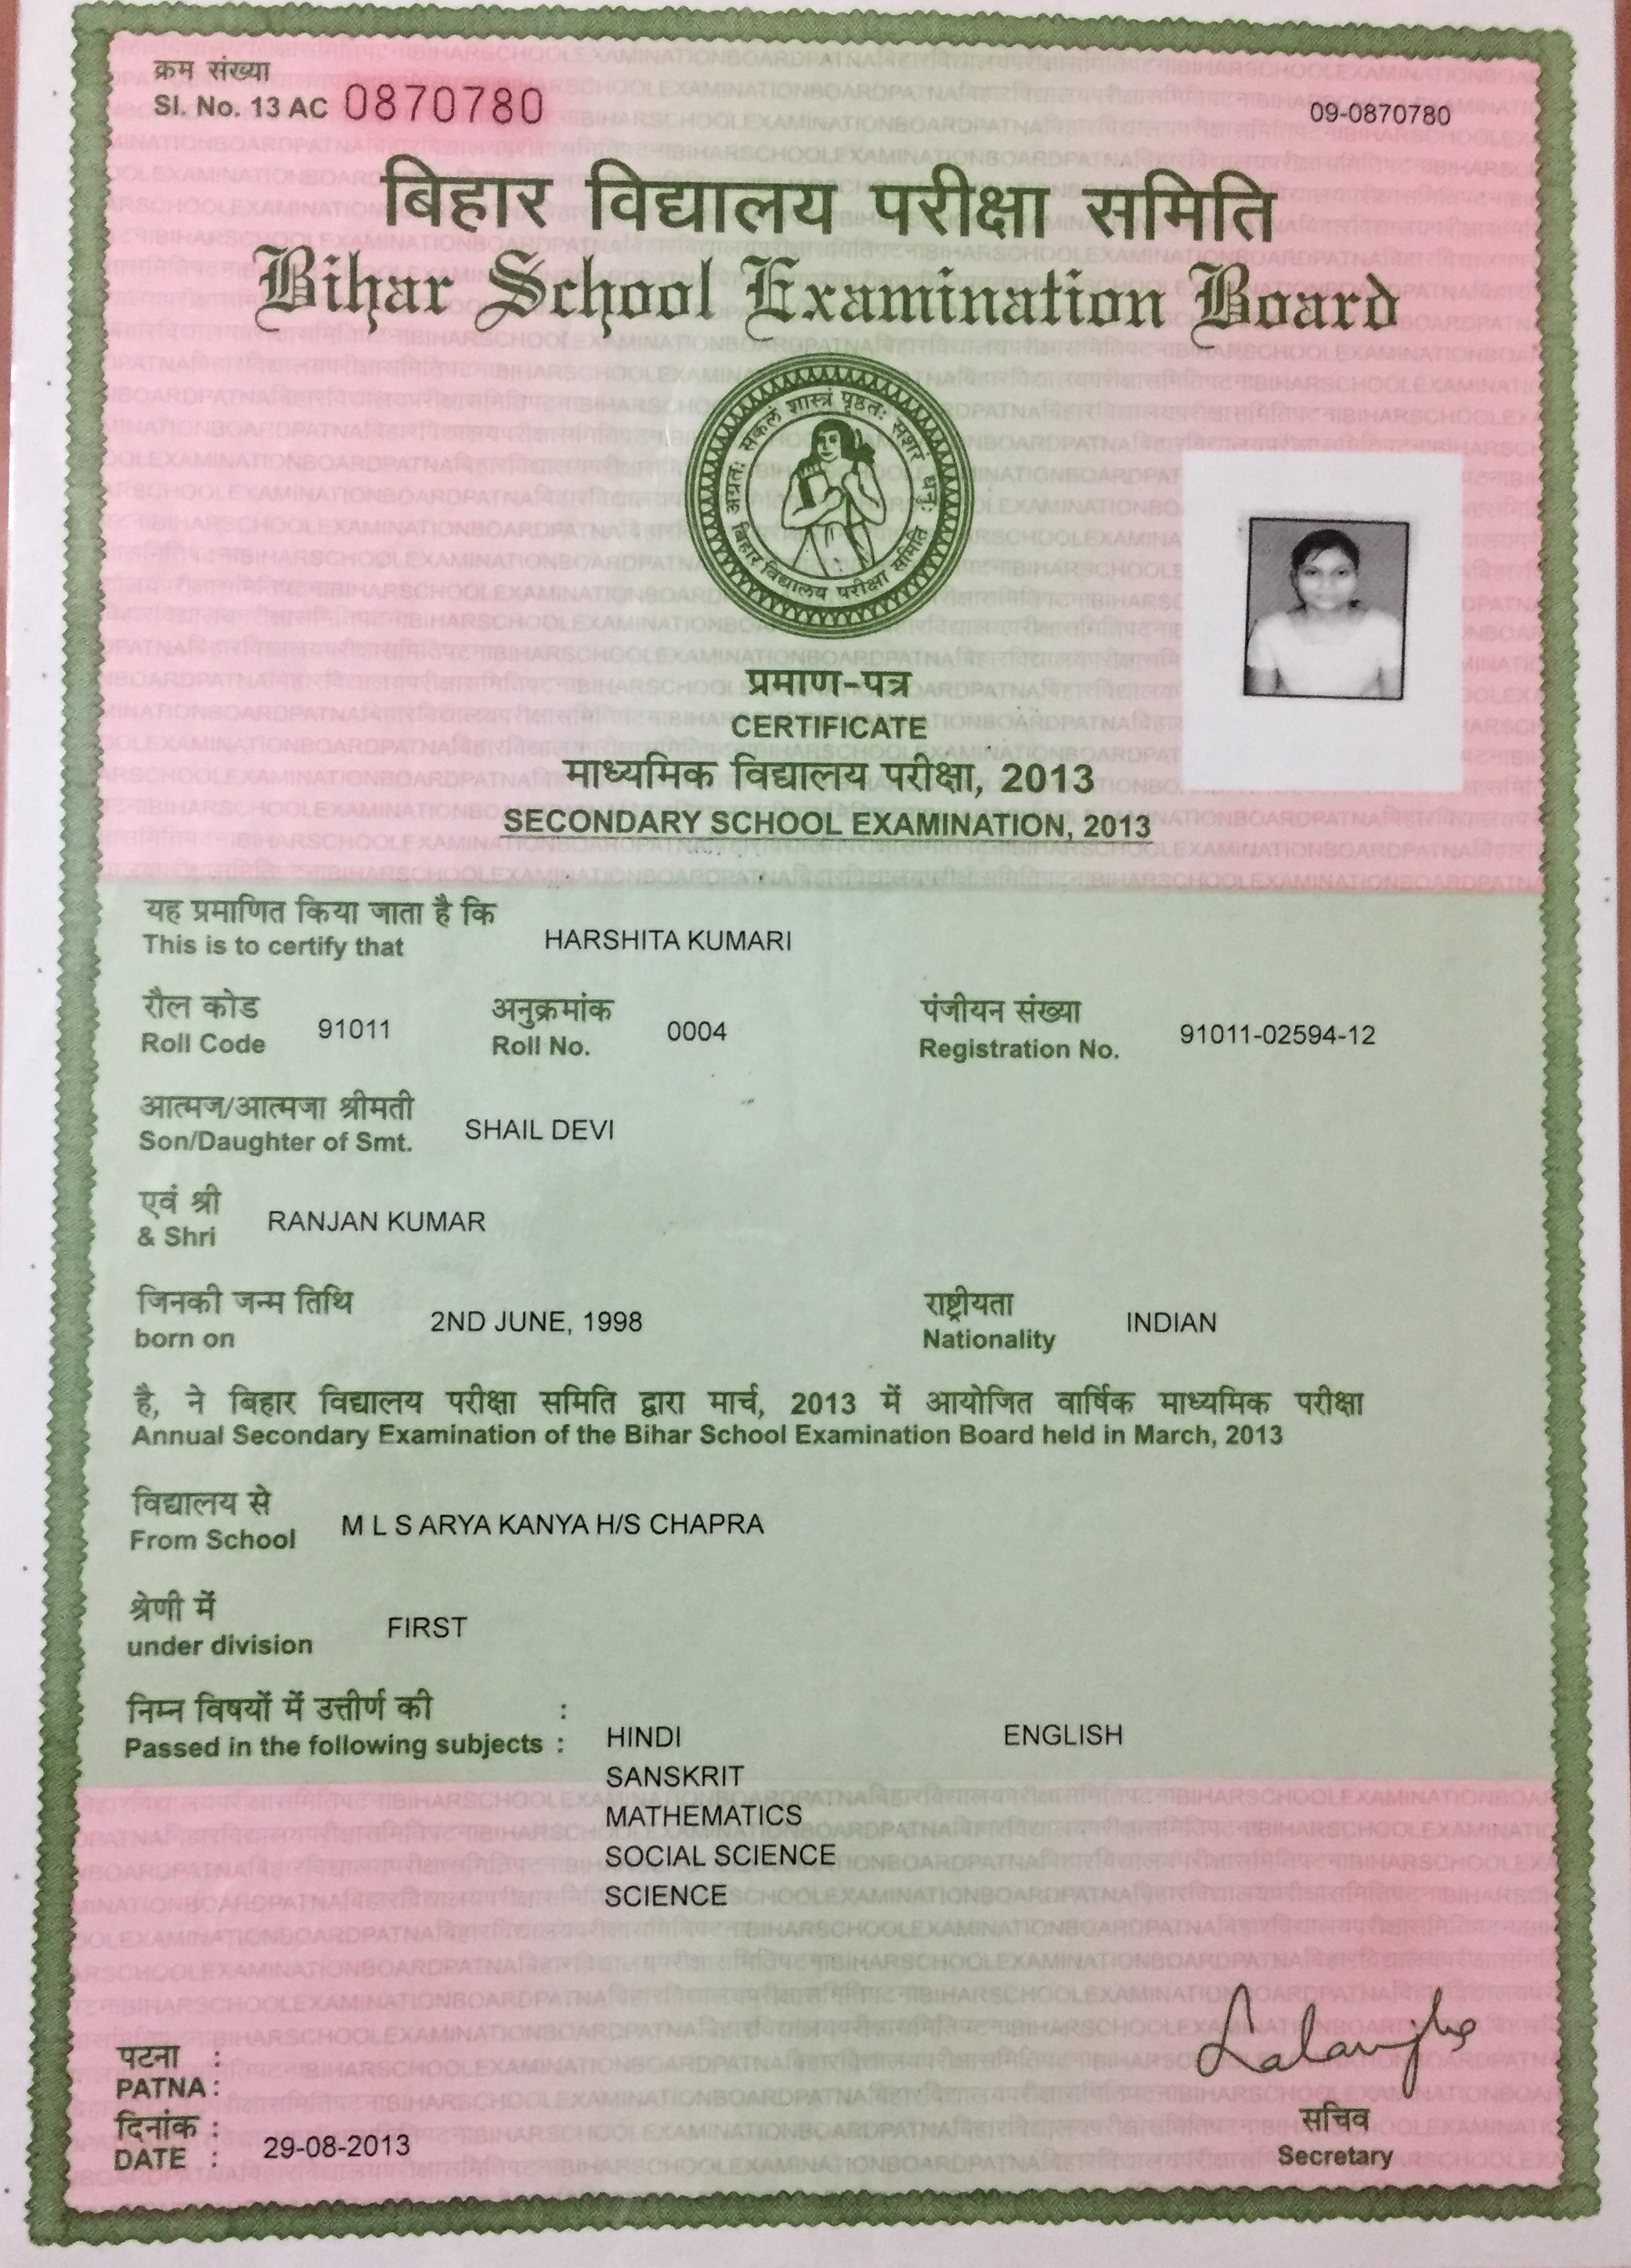 क्रम संख्या
Sl. No. 13 AC 0870780
09-0870780
बिहार विद्यालय परीक्षा समिति
Bihar School Examination Board
अग्रतः सकलं शास्त्रं पृष्ठतः सशरं धनुः
बिहार विद्यालय परीक्षा समिति
प्रमाण-पत्र
CERTIFICATE
माध्यमिक विद्यालय परीक्षा, 2013
SECONDARY SCHOOL EXAMINATION, 2013
यह प्रमाणित किया जाता है कि
This is to certify that HARSHITA KUMARI
रौल कोड अनुक्रमांक पंजीयन संख्या
Roll Code 91011 Roll No. 0004 Registration No. 91011-02594-12
आत्मज/आत्मजा श्रीमती
Son/Daughter of Smt. SHAIL DEVI
एवं श्री
& Shri RANJAN KUMAR
जिनकी जन्म तिथि राष्ट्रीयता
born on 2ND JUNE, 1998 Nationality INDIAN
है, ने बिहार विद्यालय परीक्षा समिति द्वारा मार्च, 2013 में आयोजित वार्षिक माध्यमिक परीक्षा
Annual Secondary Examination of the Bihar School Examination Board held in March, 2013
विद्यालय से
From School M L S ARYA KANYA H/S CHAPRA
श्रेणी में
under division FIRST
निम्न विषयों में उत्तीर्ण की :
Passed in the following subjects : HINDI ENGLISH
SANSKRIT
MATHEMATICS
SOCIAL SCIENCE
SCIENCE
पटना :
PATNA :
दिनांक :
DATE : 29-08-2013
सचिव
Secretary